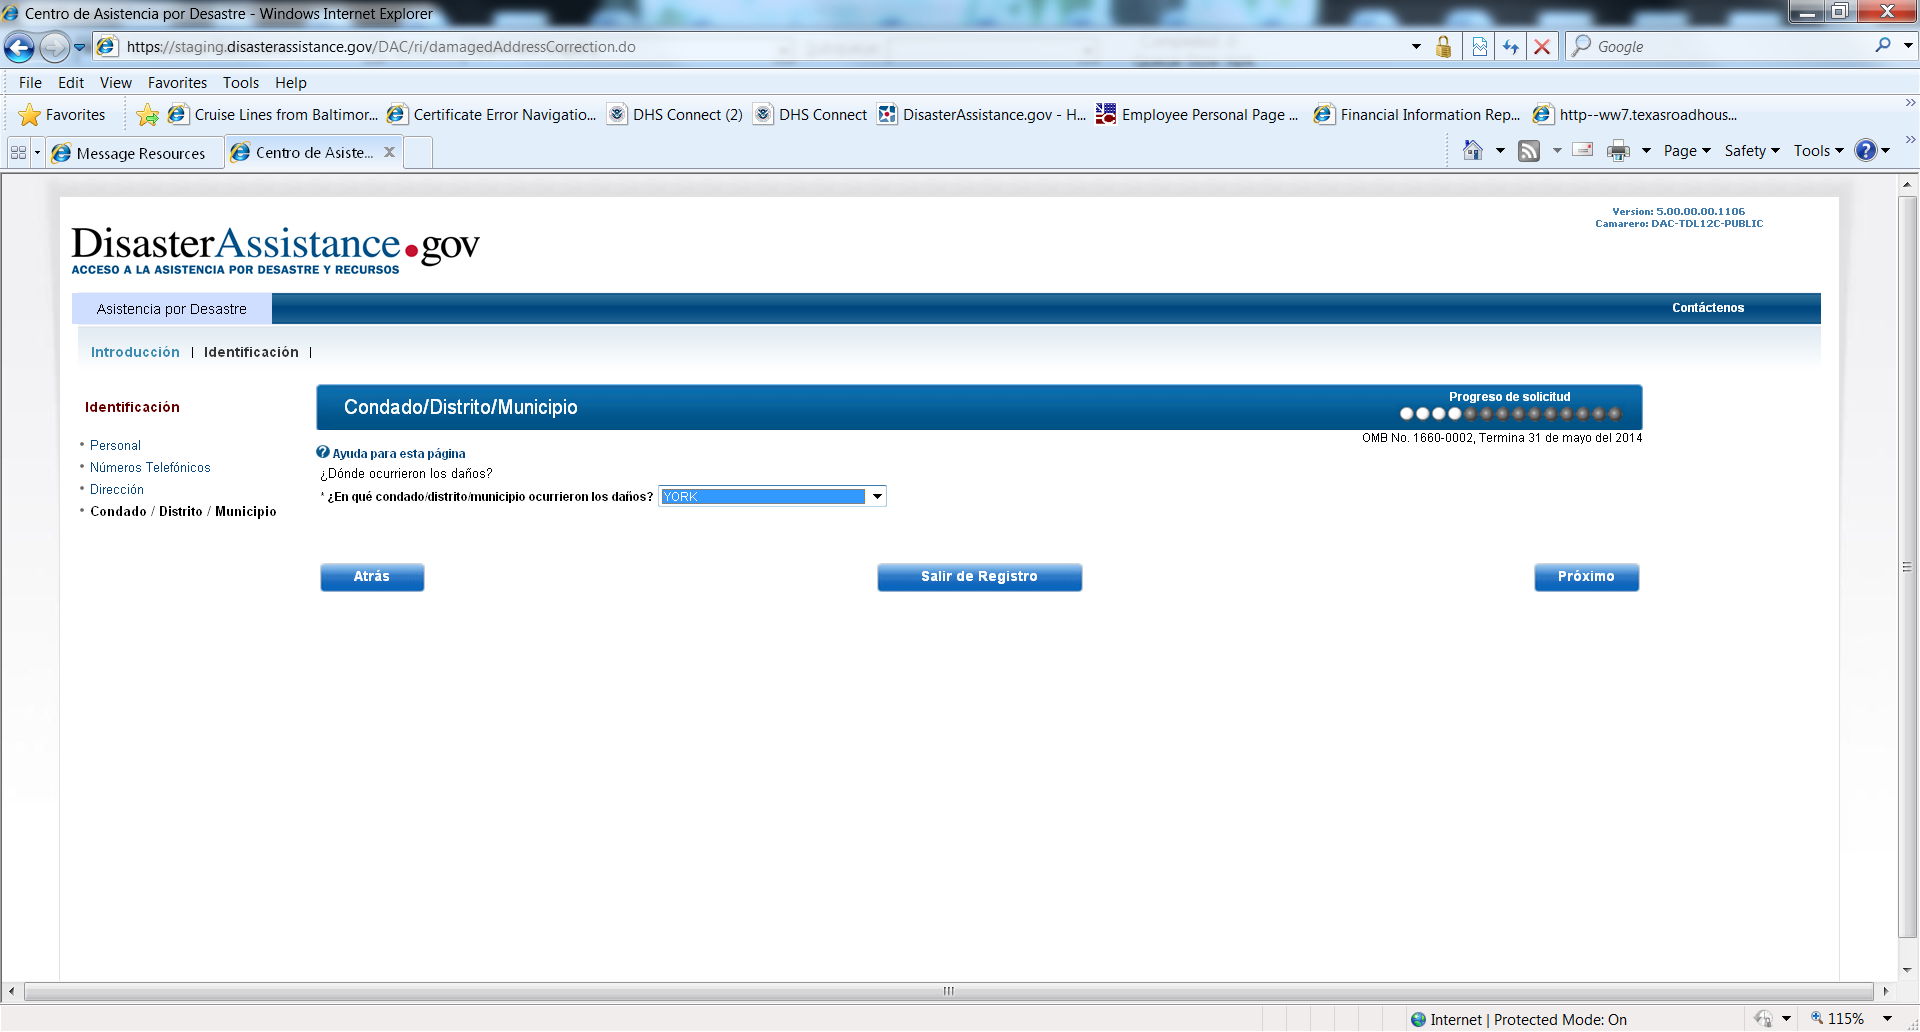 Centro de Asistencia por Desastre - Windows Internet Explorer
https://staging.disasterassistance.gov/DAC/ri/damagedAddressCorrection.do
Google
File Edit View Favorites Tools Help
Favorites Cruise Lines from Baltimor... Certificate Error Navigatio... DHS Connect (2) DHS Connect DisasterAssistance.gov - H... Employee Personal Page ... Financial Information Rep... http--ww7.texasroadhous...
Message Resources Centro de Asiste... Page Safety Tools
Version: 5.00.00.00.1106
Camarero: DAC-TDL12C-PUBLIC
DisasterAssistance.gov
ACCESO A LA ASISTENCIA POR DESASTRE Y RECURSOS
Asistencia por Desastre Contáctenos
Introducción | Identificación |
Identificación
• Personal
• Números Telefónicos
• Dirección
• Condado / Distrito / Municipio
Condado/Distrito/Municipio
Progreso de solicitud
OMB No. 1660-0002, Termina 31 de mayo del 2014
Ayuda para esta página
¿Dónde ocurrieron los daños?
* ¿En qué condado/distrito/municipio ocurrieron los daños? YORK
Atrás Salir de Registro Próximo
Internet | Protected Mode: On 115%